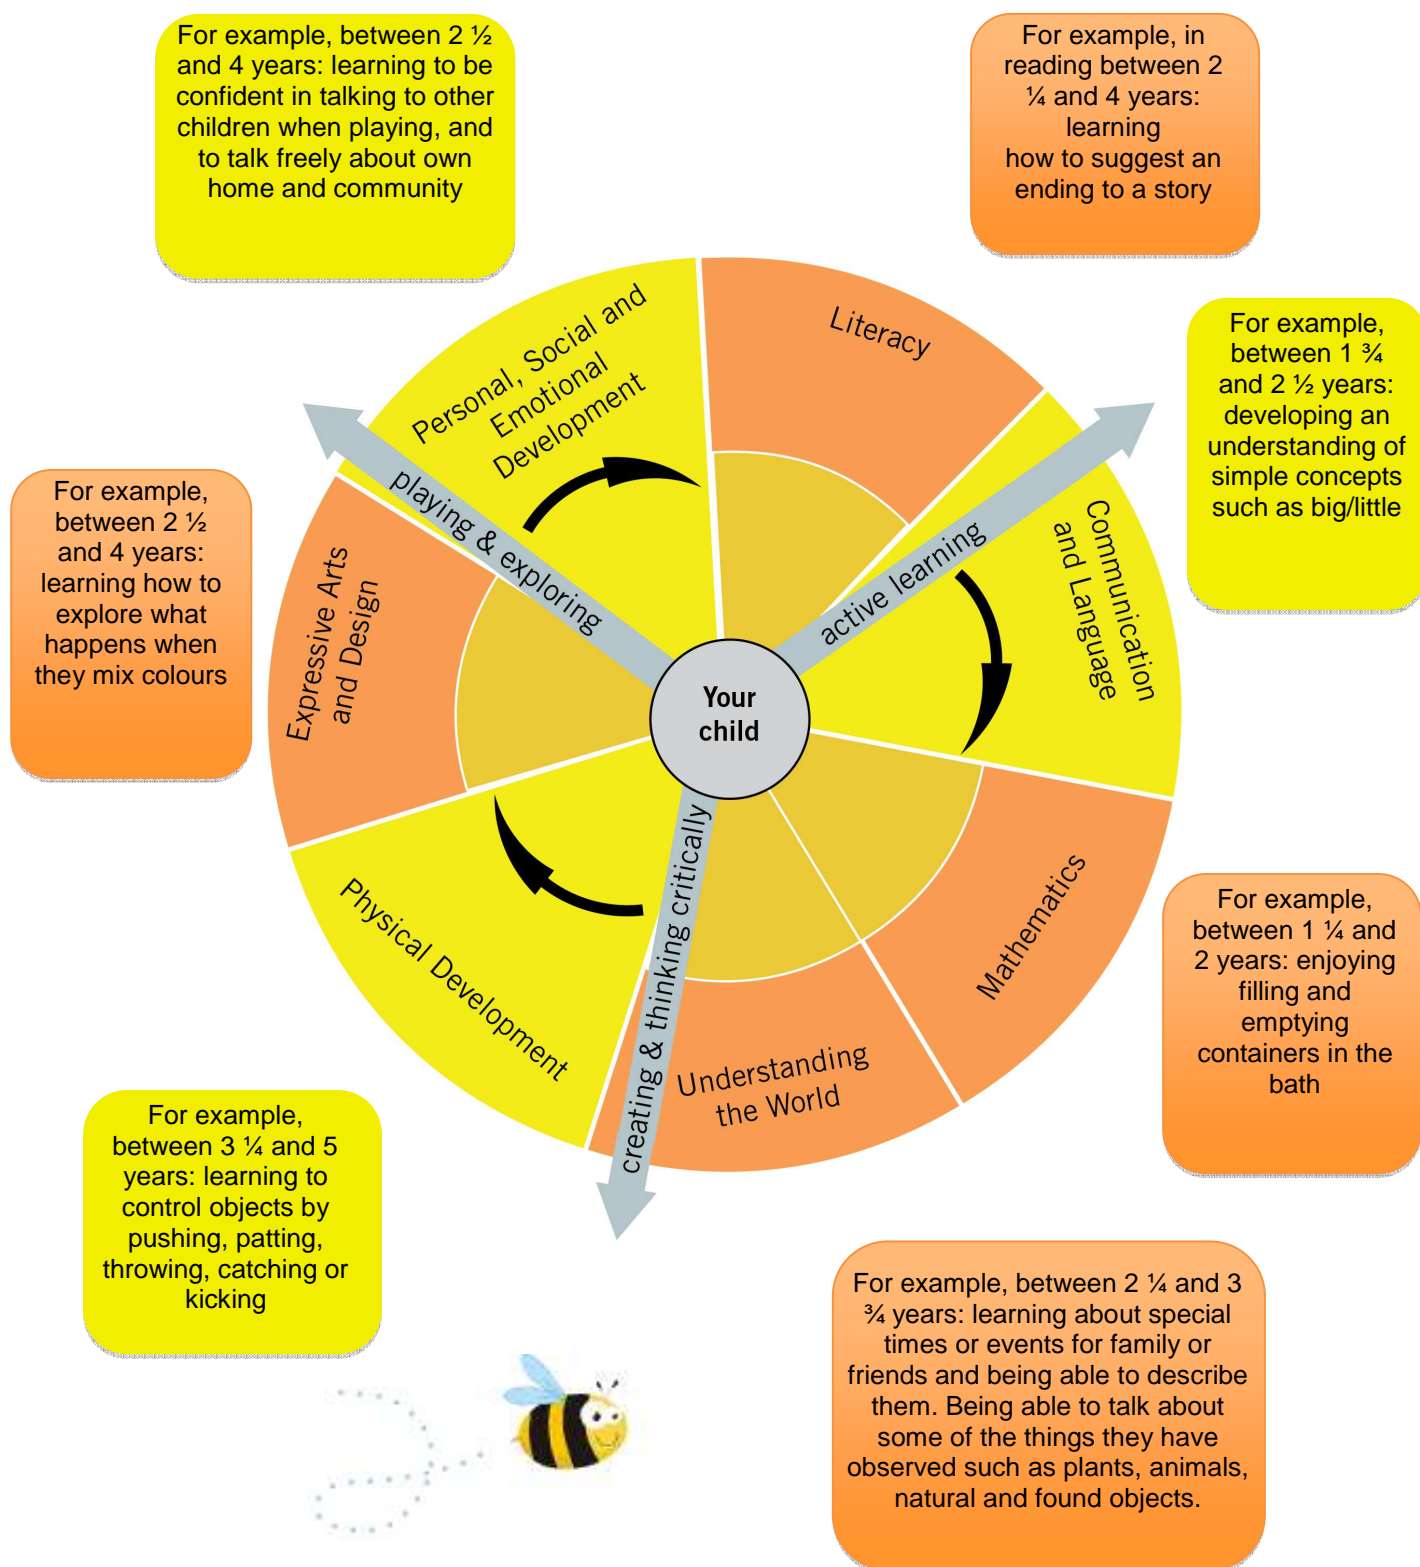 For example, between 2 ½
and 4 years: learning to be
confident in talking to other
children when playing, and
to talk freely about own
home and community
For example, in
reading between 2
¼ and 4 years:
learning
how to suggest an
ending to a story
For example,
between 1 ¾
and 2 ½ years:
developing an
understanding of
simple concepts
such as big/little
For example,
between 2 ½
and 4 years:
learning how to
explore what
happens when
they mix colours
Personal, Social and
Emotional
Development
Literacy
Communication
and Language
Expressive Arts
and Design
playing & exploring
active learning
Your
child
creating & thinking critically
Physical Development
Mathematics
Understanding
the World
For example,
between 1 ¼ and
2 years: enjoying
filling and
emptying
containers in the
bath
For example,
between 3 ¼ and 5
years: learning to
control objects by
pushing, patting,
throwing, catching or
kicking
For example, between 2 ¼ and 3
¾ years: learning about special
times or events for family or
friends and being able to describe
them. Being able to talk about
some of the things they have
observed such as plants, animals,
natural and found objects.